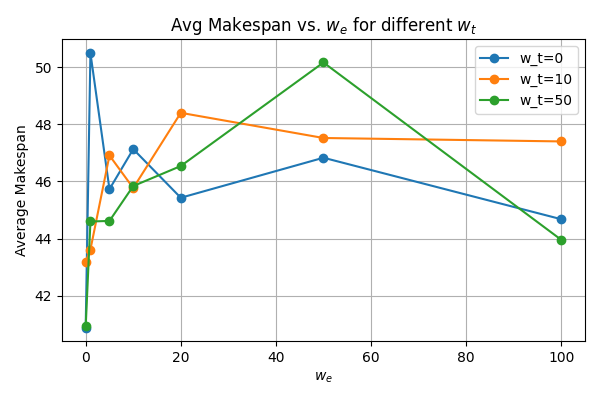 Avg Makespan vs. w_e for different w_t
w_t=0
w_t=10
w_t=50
Average Makespan
50
48
46
44
42
0 20 40 60 80 100
w_e